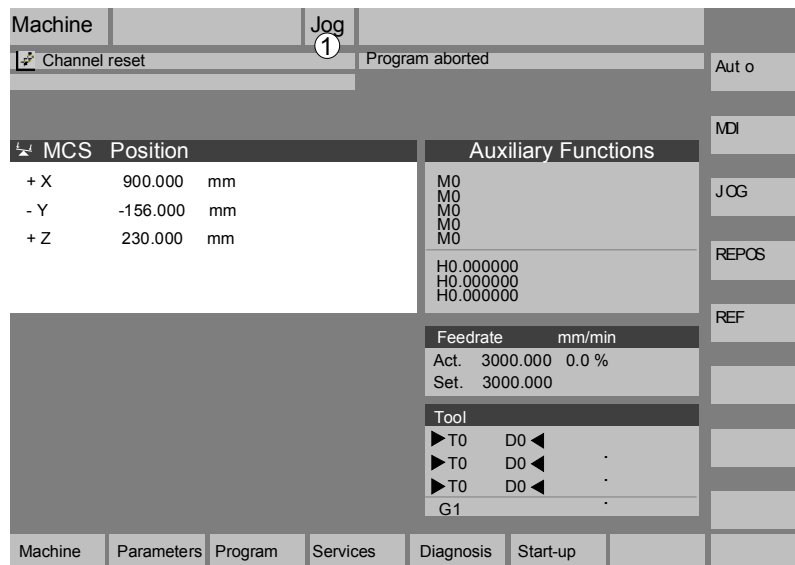 Machine Jog
①
Channel reset Program aborted
Aut o
MDI
JOG
REPOS
REF
MCS Position
+ X 900.000 mm
- Y -156.000 mm
+ Z 230.000 mm
Auxiliary Functions
M0
M0
M0
M0
M0
H0.000000
H0.000000
H0.000000
Feedrate mm/min
Act. 3000.000 0.0 %
Set. 3000.000
Tool
▶T0 D0◀ .
▶T0 D0◀ .
▶T0 D0◀ .
G1
Machine Parameters Program Services Diagnosis Start-up